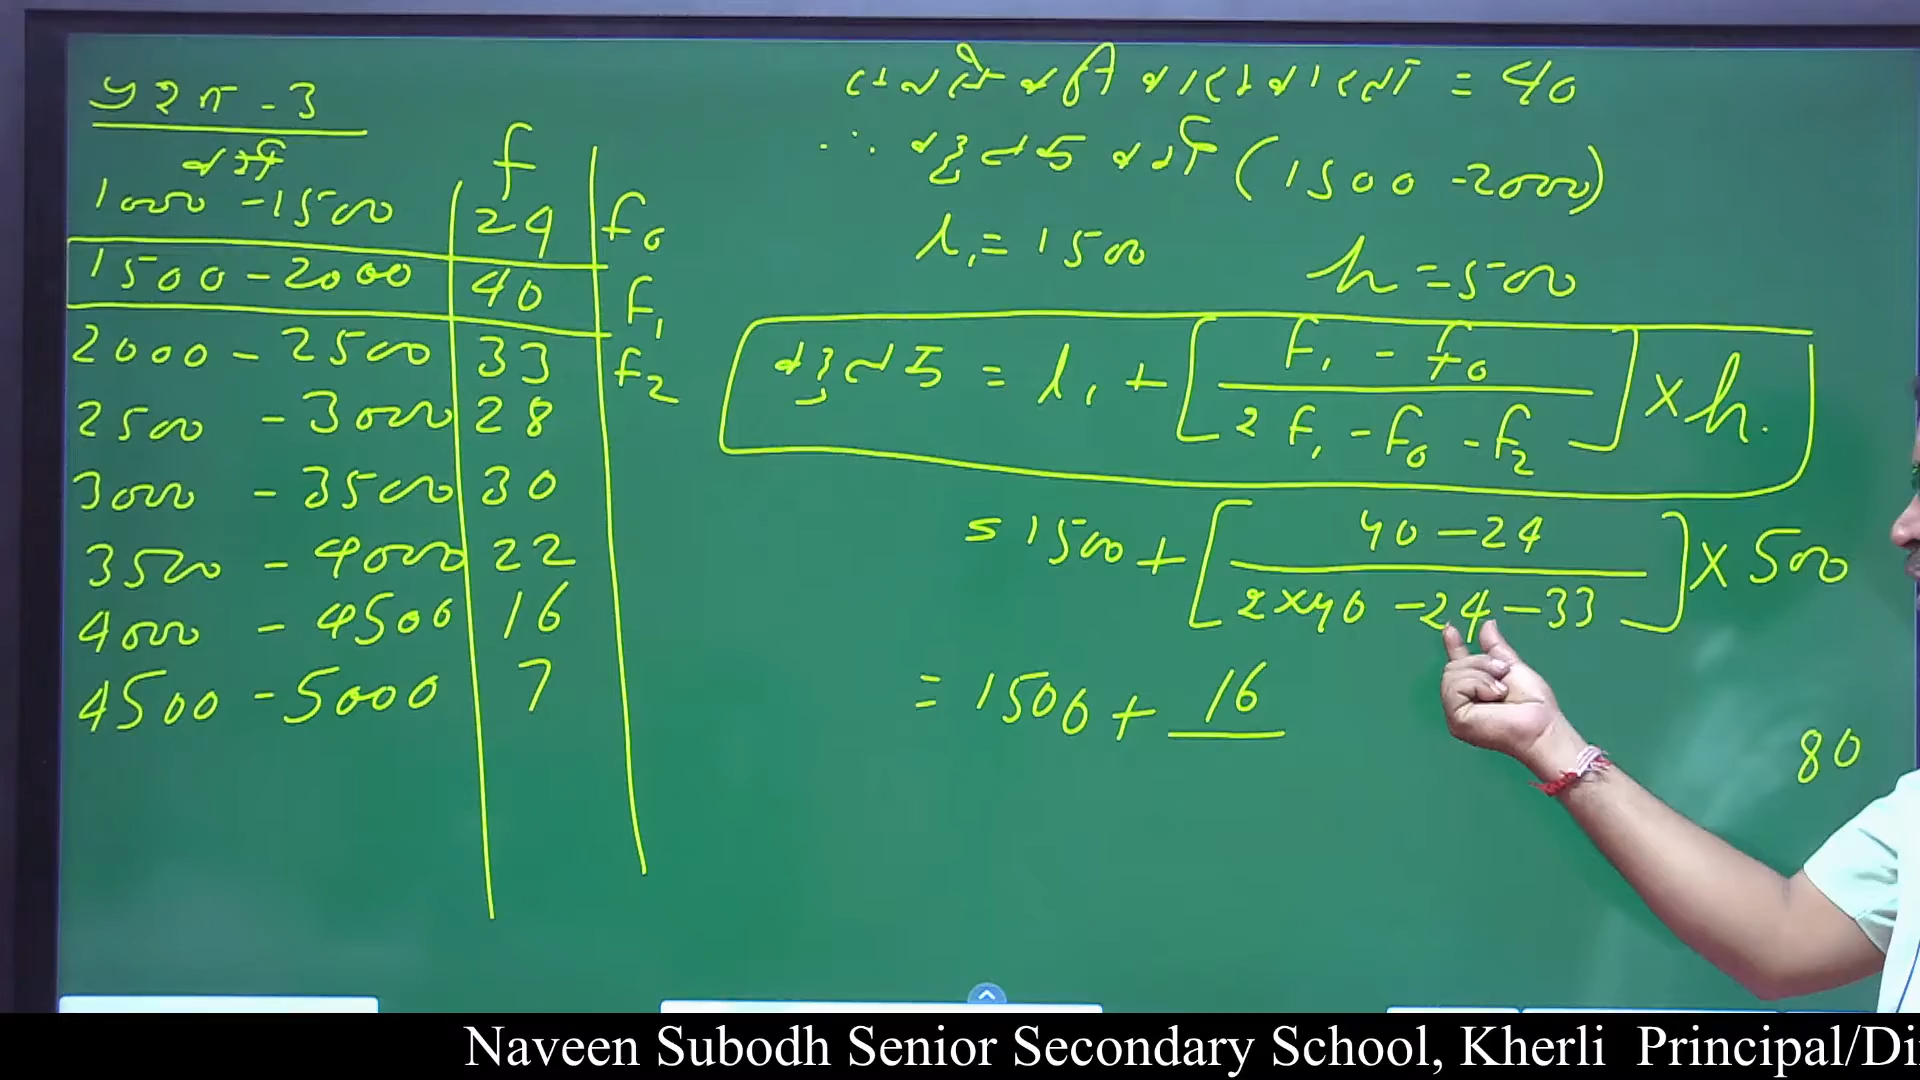 प्रश्न - 3
वर्ग f
1000 - 1500 24 f₀
1500 - 2000 40 f₁
2000 - 2500 33 f₂
2500 - 3000 28
3000 - 3500 30
3500 - 4000 22
4000 - 4500 16
4500 - 5000 7
= 40
∴ बहुलक वर्ग (1500 - 2000)
l₁ = 1500 h = 500
बहुलक = l₁ + [ (f₁ - f₀) / (2f₁ - f₀ - f₂) ] × h.
= 1500 + [ (40 - 24) / (2×40 - 24 - 33) ] × 500
= 1500 + 16
80
Naveen Subodh Senior Secondary School, Kherli Principal/Di